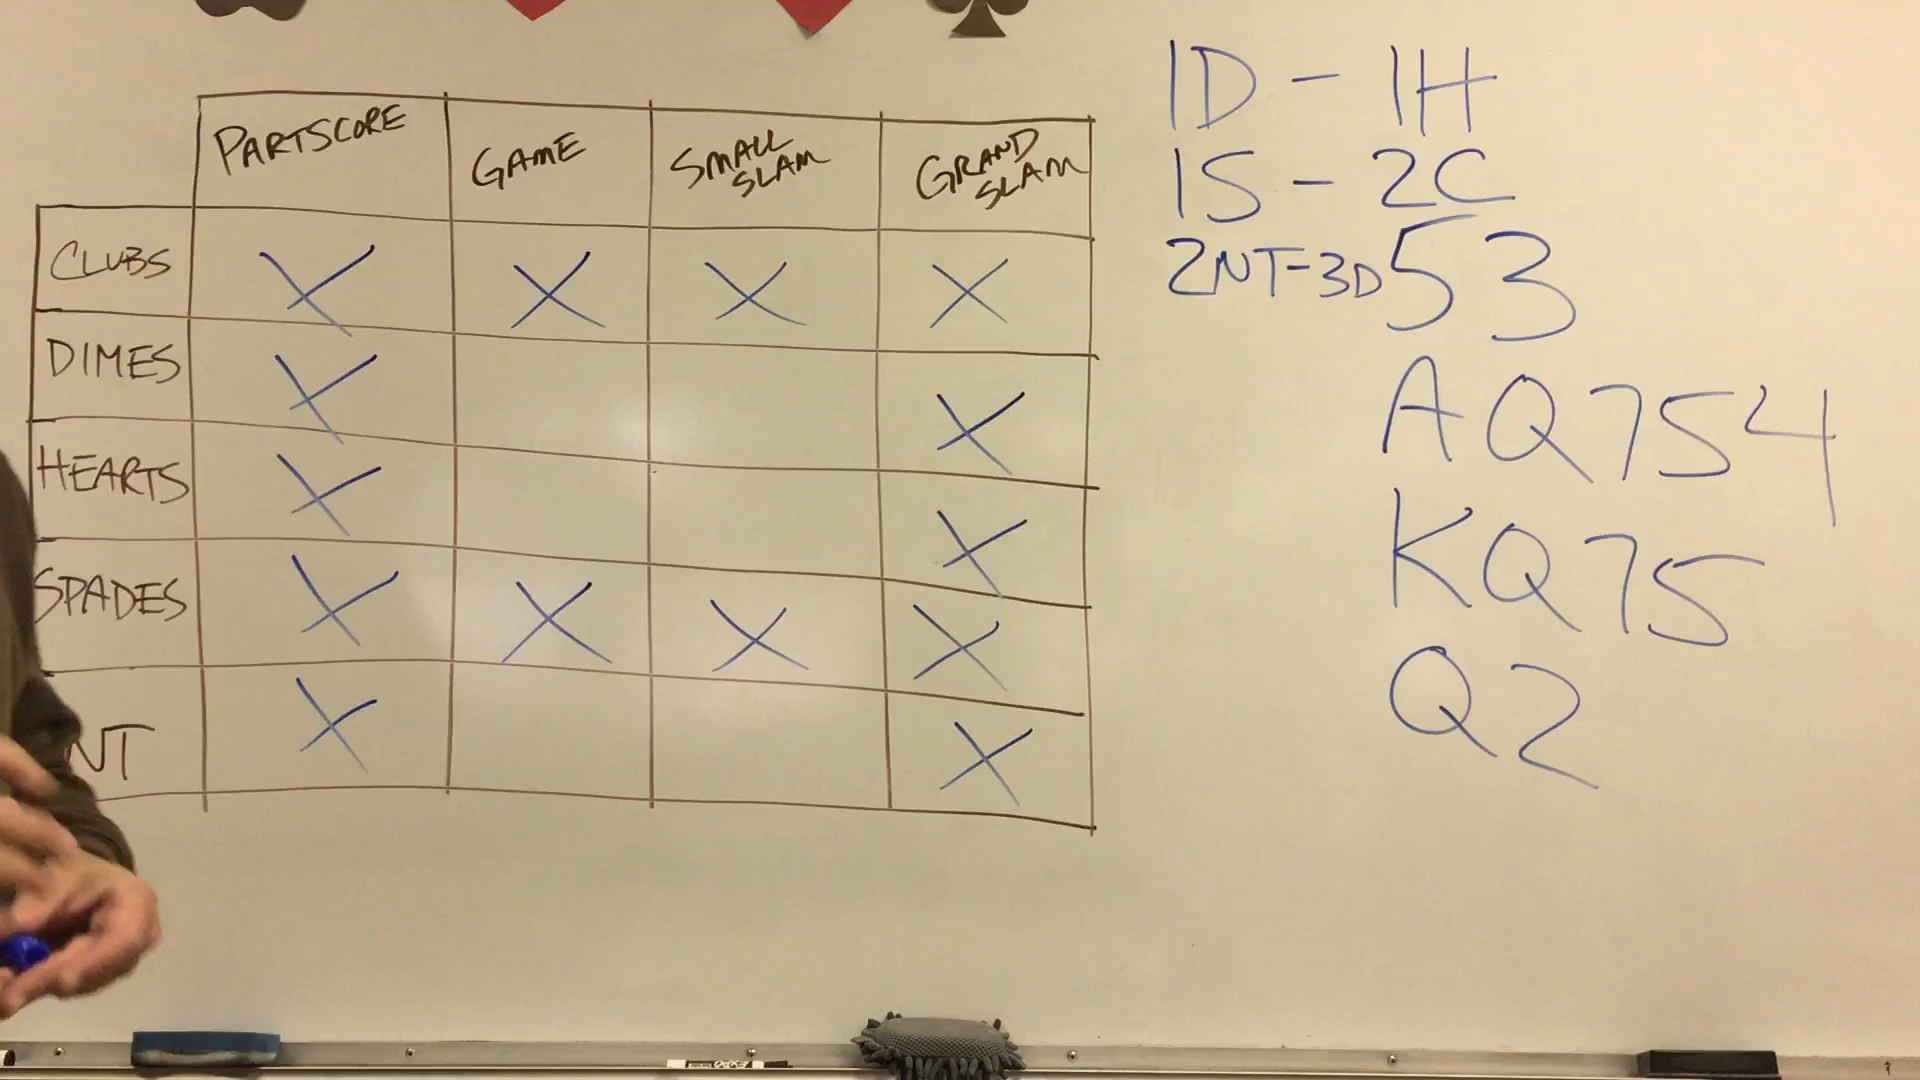 PARTSCORE GAME SMALL SLAM GRAND SLAM
CLUBS X X X X
DIMES X X
HEARTS X X
SPADES X X X X
NT X X
1D - 1H
1S - 2C
2NT-3D
53
AQ754
KQ75
Q2